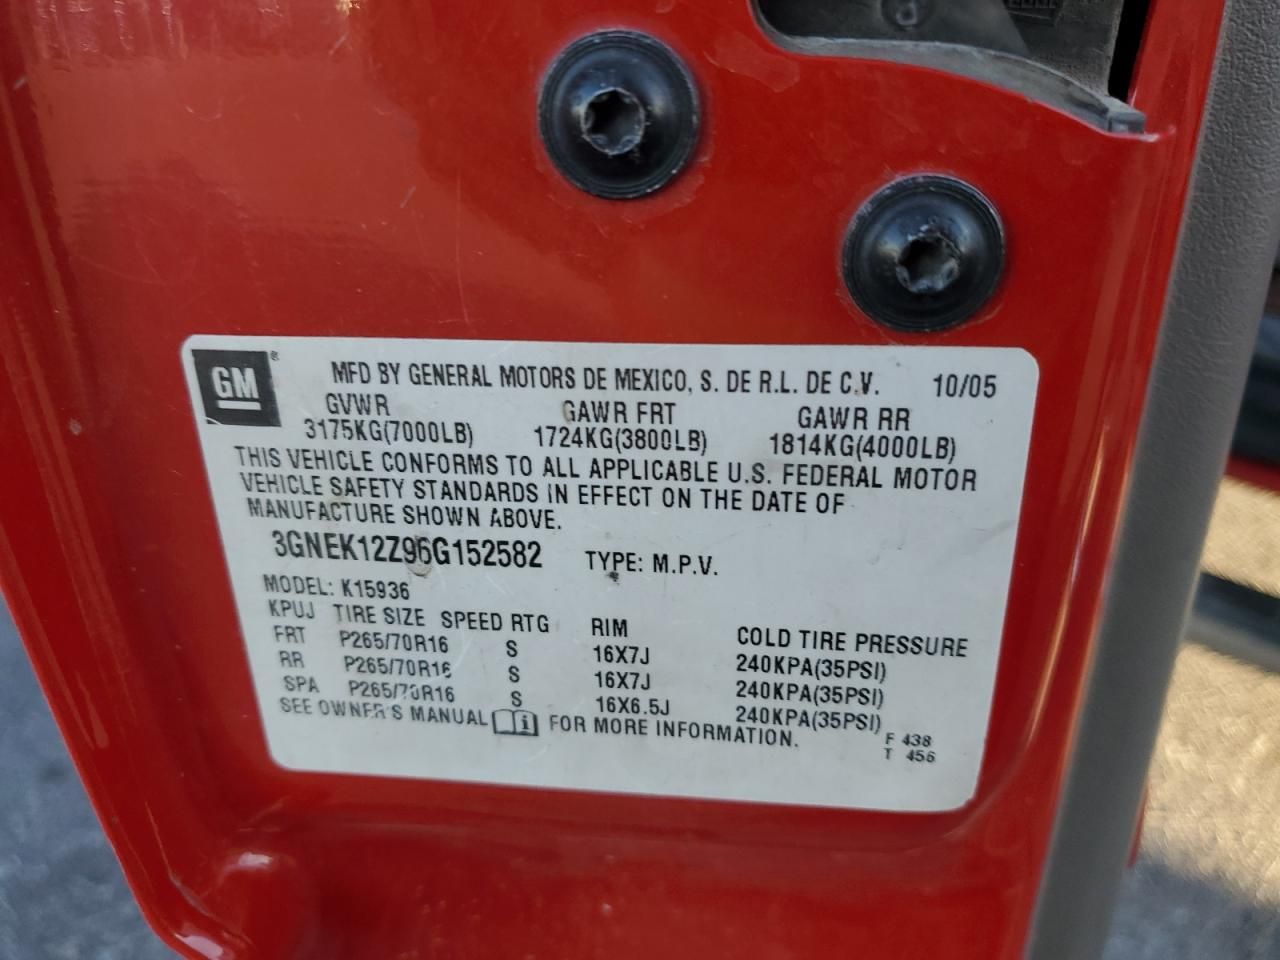 GM ®
MFD BY GENERAL MOTORS DE MEXICO, S. DE R.L. DE C.V. 10/05
GVWR GAWR FRT GAWR RR
3175KG(7000LB) 1724KG(3800LB) 1814KG(4000LB)
THIS VEHICLE CONFORMS TO ALL APPLICABLE U.S. FEDERAL MOTOR
VEHICLE SAFETY STANDARDS IN EFFECT ON THE DATE OF
MANUFACTURE SHOWN ABOVE.
3GNEK12Z96G152582 TYPE: M.P.V.
MODEL: K15936
KPUJ TIRE SIZE SPEED RTG RIM COLD TIRE PRESSURE
FRT P265/70R16 S 16X7J 240KPA(35PSI)
RR P265/70R16 S 16X7J 240KPA(35PSI)
SPA P265/70R16 S 16X6.5J 240KPA(35PSI)
SEE OWNER'S MANUAL i FOR MORE INFORMATION.
F 438
T 456